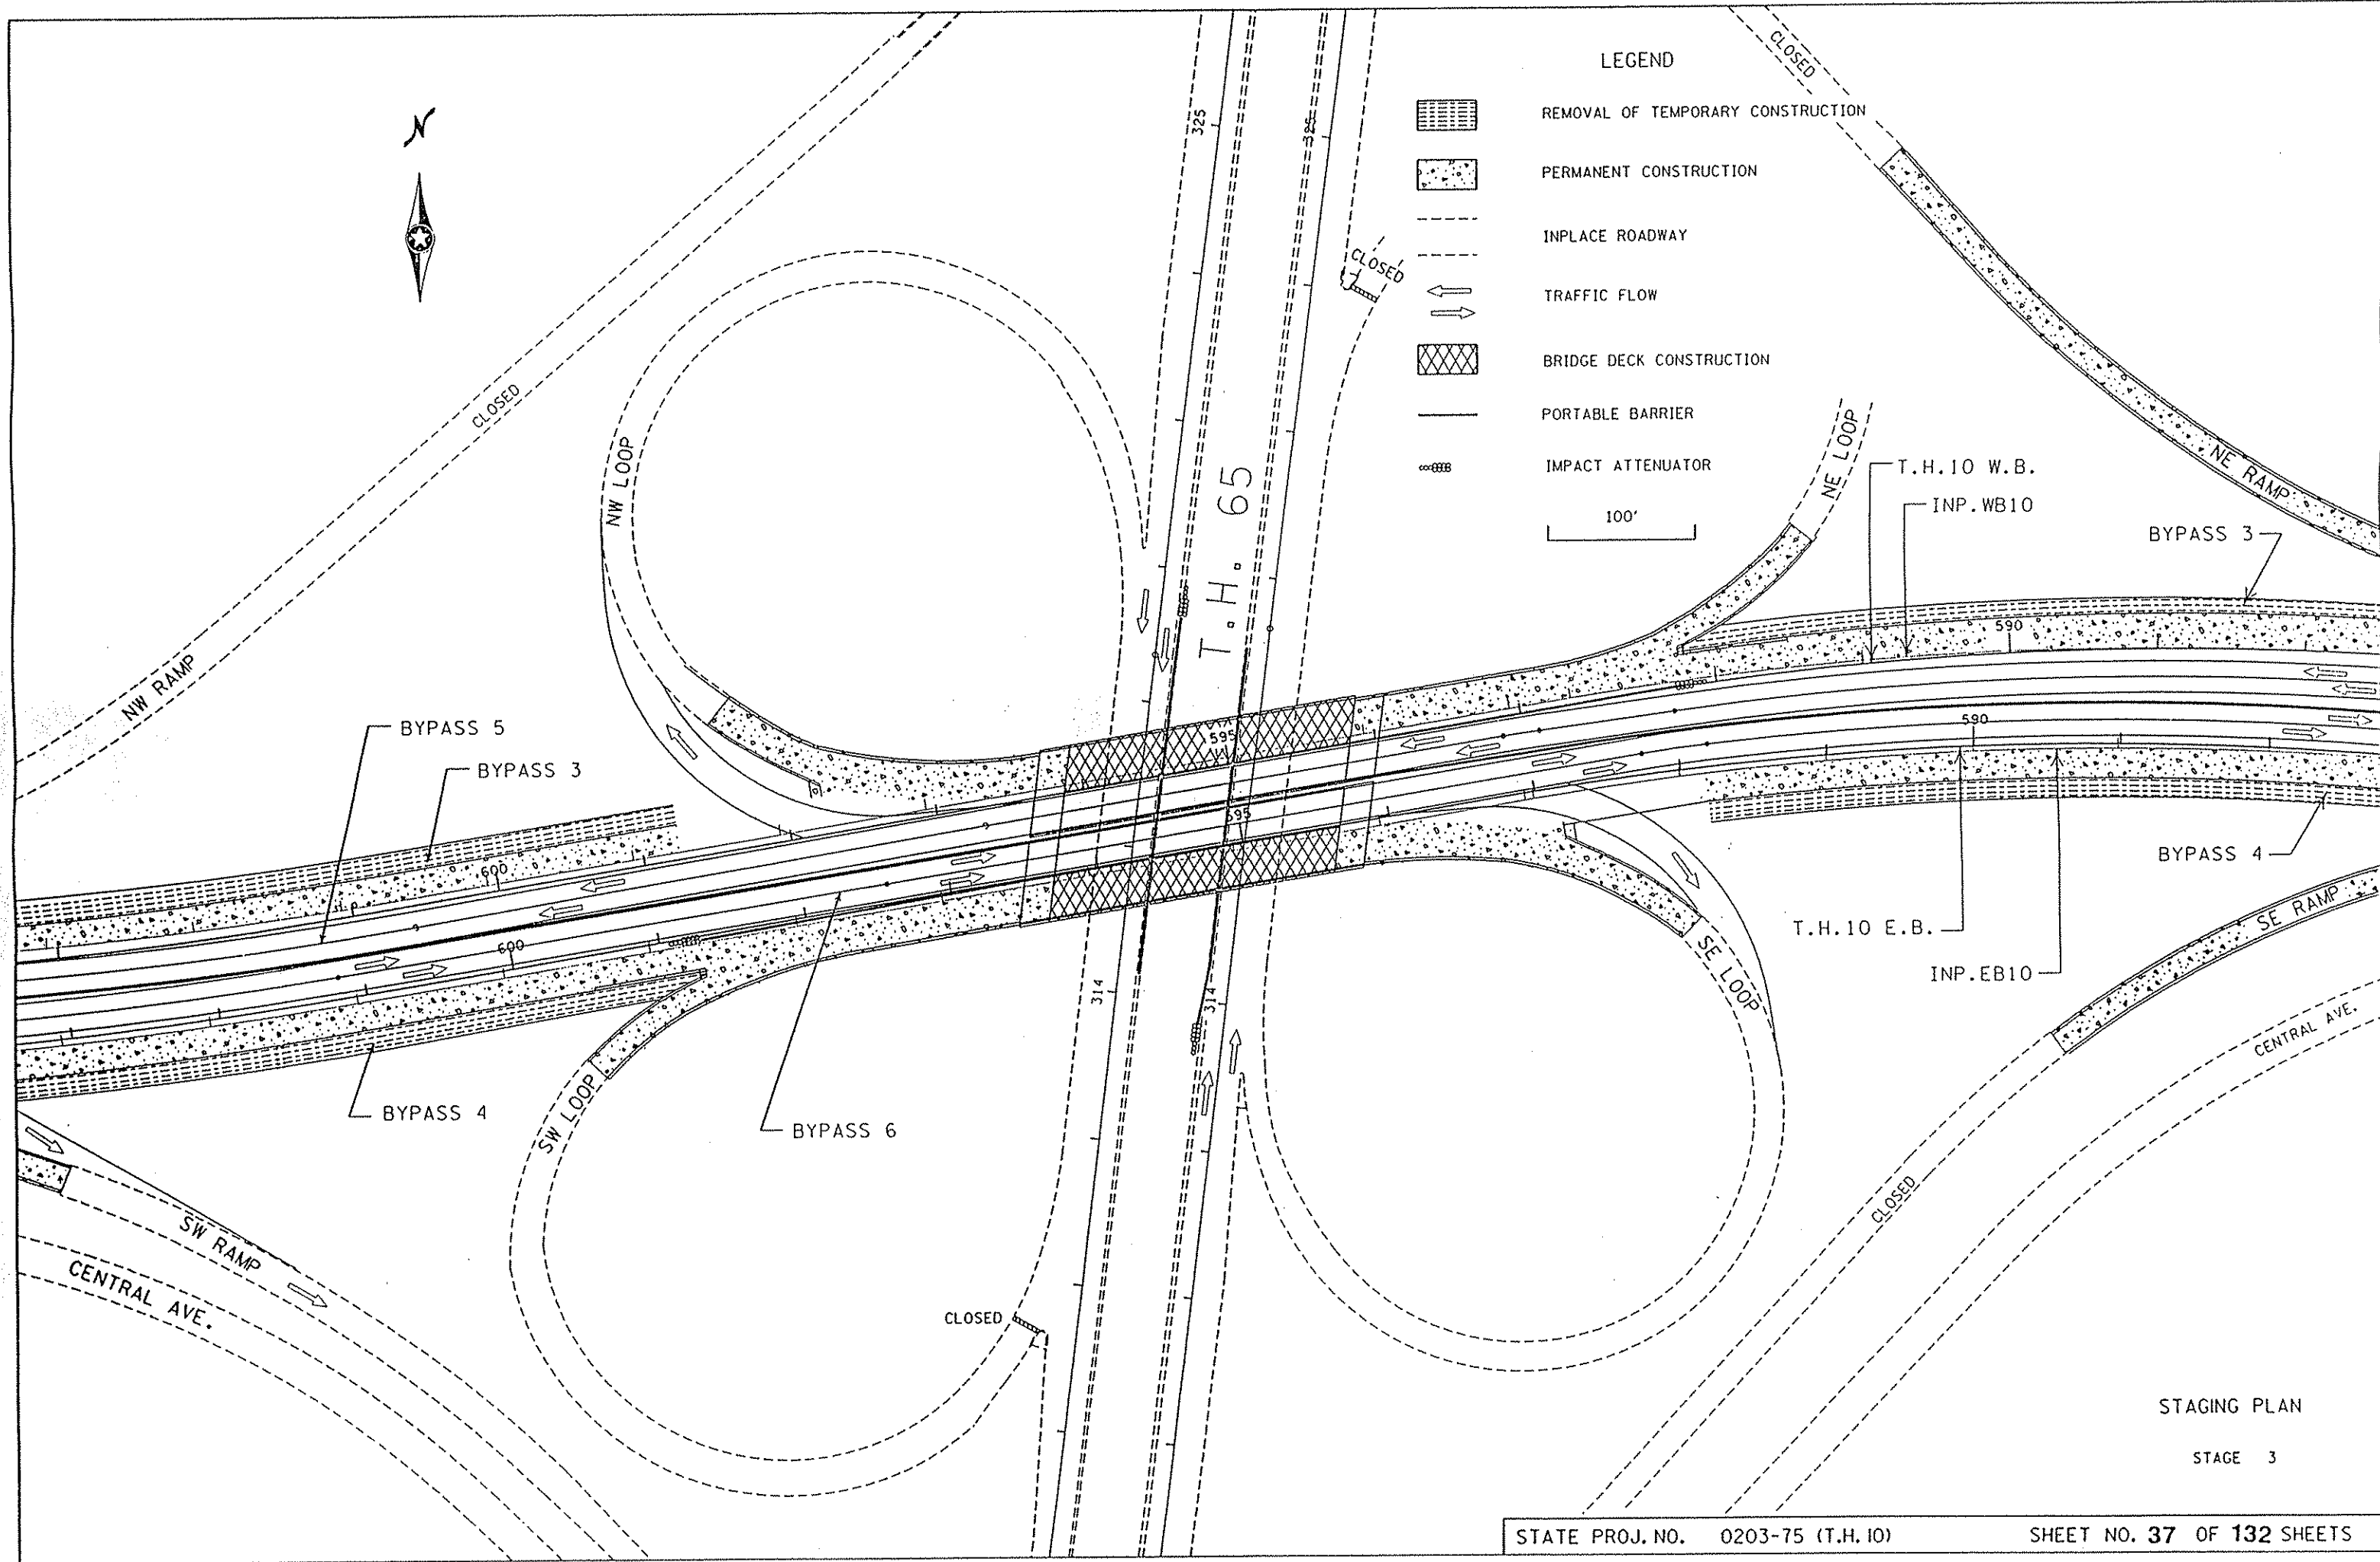 N
LEGEND
REMOVAL OF TEMPORARY CONSTRUCTION
PERMANENT CONSTRUCTION
INPLACE ROADWAY
TRAFFIC FLOW
BRIDGE DECK CONSTRUCTION
PORTABLE BARRIER
IMPACT ATTENUATOR
100'
CLOSED
325
325
CLOSED
CLOSED
NW LOOP
NW RAMP
T.H. 65
NE LOOP
NE RAMP
T.H.10 W.B.
INP.WB10
BYPASS 3
590
590
BYPASS 5
BYPASS 3
595
595
600
600
BYPASS 4
T.H.10 E.B.
INP.EB10
SE RAMP
SE LOOP
CENTRAL AVE.
314
314
SW LOOP
BYPASS 4
BYPASS 6
SW RAMP
CENTRAL AVE.
CLOSED
CLOSED
STAGING PLAN
STAGE 3
STATE PROJ. NO. 0203-75 (T.H. 10) SHEET NO. 37 OF 132 SHEETS